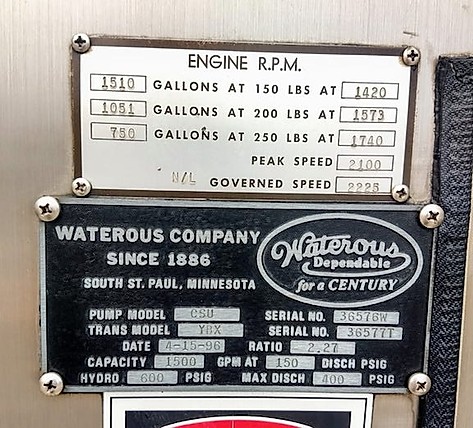 ENGINE R.P.M.
1510 GALLONS AT 150 LBS AT 1420
1051 GALLONS AT 200 LBS AT 1573
750 GALLONS AT 250 LBS AT 1740
PEAK SPEED 2100
N/L GOVERNED SPEED 2225
WATEROUS COMPANY
SINCE 1886
SOUTH ST. PAUL, MINNESOTA
Waterous
Dependable
for a CENTURY
PUMP MODEL CSU SERIAL NO. 36576W
TRANS MODEL YBX SERIAL NO. 36577T
DATE 4-15-96 RATIO 2.27
CAPACITY 1500 GPM AT 150 DISCH PSIG
HYDRO 600 PSIG MAX DISCH 400 PSIG